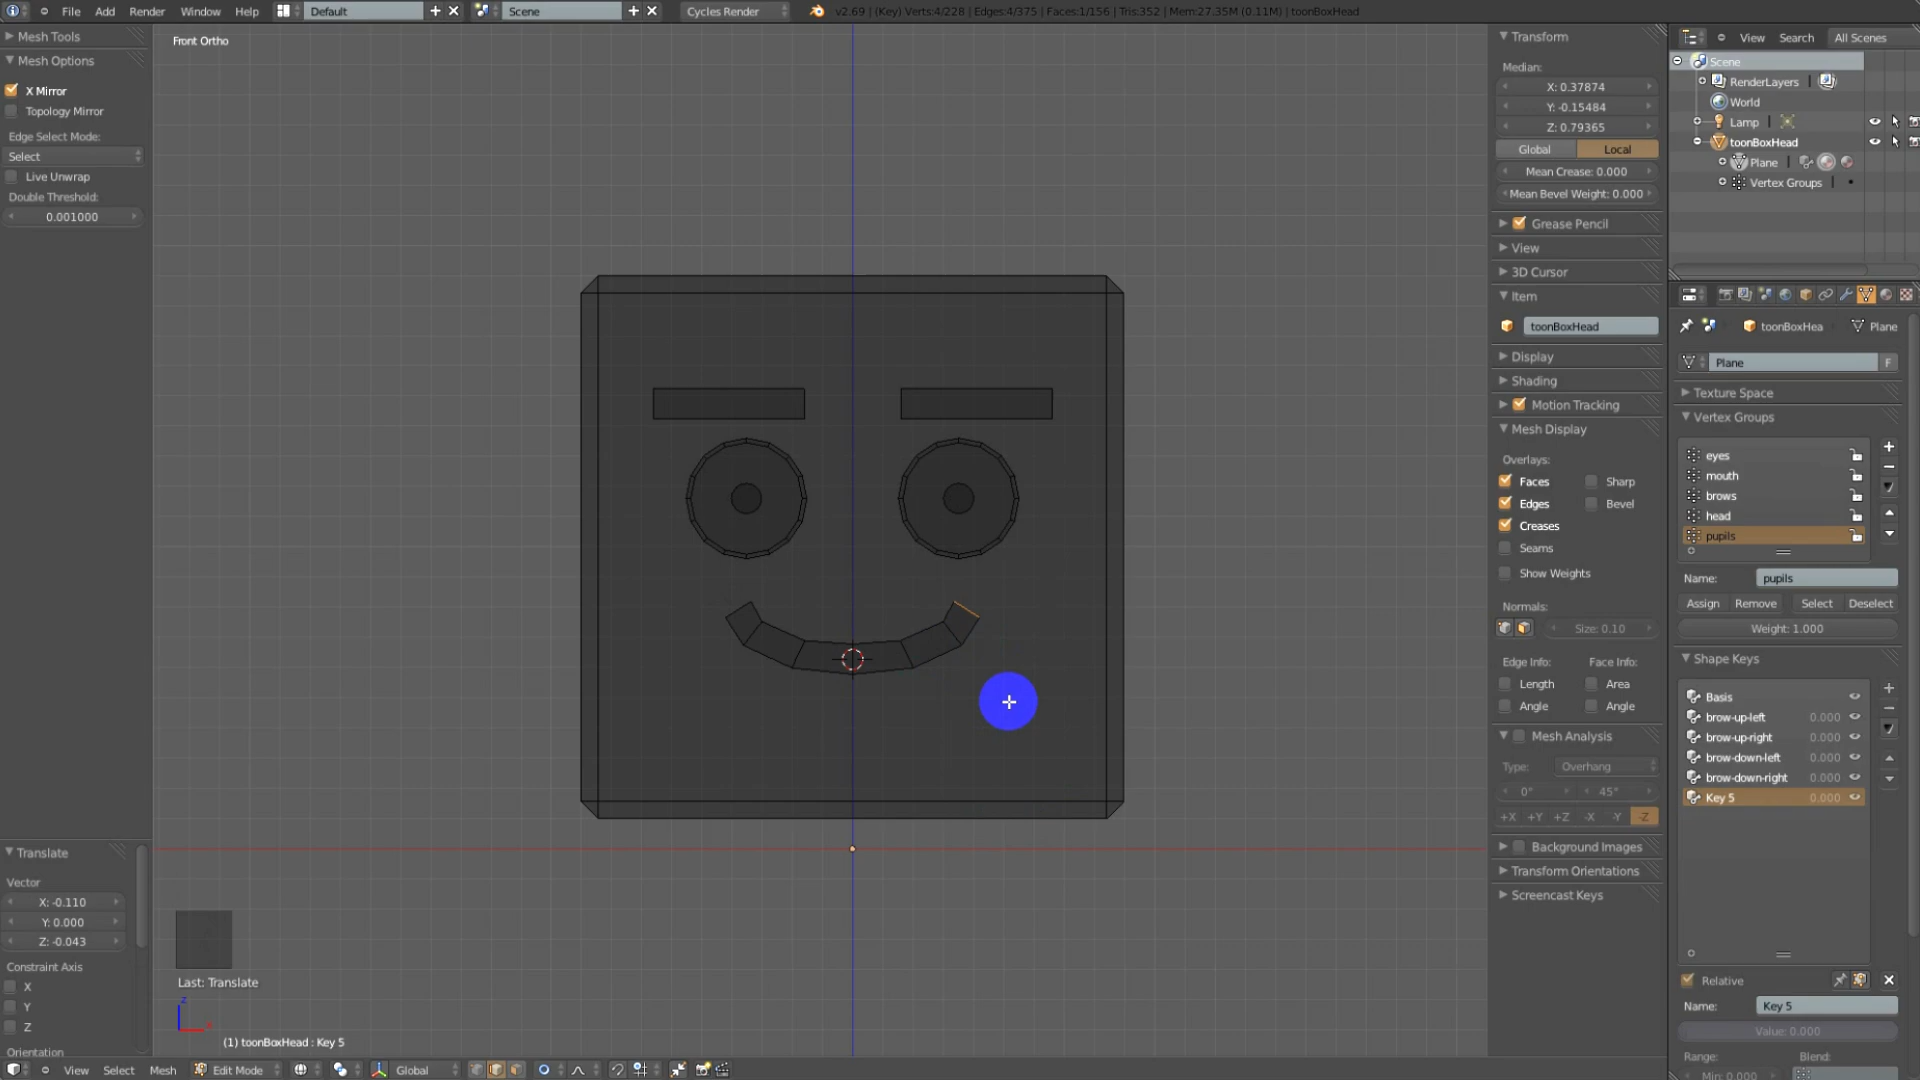 File Add Render Window Help Default Scene Cycles Render v2.69 | (Key) Verts:4/228 | Edges:4/375 | Faces:1/156 | Tris:352 | Mem:27.35M (0.11M) | toonBoxHead
Mesh Tools
Mesh Options
X Mirror
Topology Mirror
Edge Select Mode:
Select
Live Unwrap
Double Threshold:
0.001000
Translate
Vector
X: -0.110
Y: 0.000
Z: -0.043
Constraint Axis
X
Y
Z
Orientation
Front Ortho
Last: Translate
z
(1) toonBoxHead : Key 5
View Select Mesh Edit Mode Global
Transform
Median:
X: 0.37874
Y: -0.15484
Z: 0.79365
Global Local
Mean Crease: 0.000
Mean Bevel Weight: 0.000
Grease Pencil
View
3D Cursor
Item
toonBoxHead
Display
Shading
Motion Tracking
Mesh Display
Overlays:
Faces Sharp
Edges Bevel
Creases
Seams
Show Weights
Normals:
Size: 0.10
Edge Info: Face Info:
Length Area
Angle Angle
Mesh Analysis
Type: Overhang
0° 45°
+X +Y +Z -X -Y -Z
Background Images
Transform Orientations
Screencast Keys
View Search All Scenes
Scene
RenderLayers |
World
Lamp |
toonBoxHead
Plane |
Vertex Groups |
toonBoxHea Plane
Plane F
Texture Space
Vertex Groups
eyes
mouth
brows
head
pupils
Name: pupils
Assign Remove Select Deselect
Weight: 1.000
Shape Keys
Basis
brow-up-left 0.000
brow-up-right 0.000
brow-down-left 0.000
brow-down-right 0.000
Key 5 0.000
Relative
Name: Key 5
Value: 0.000
Range: Blend:
Min: 0.000